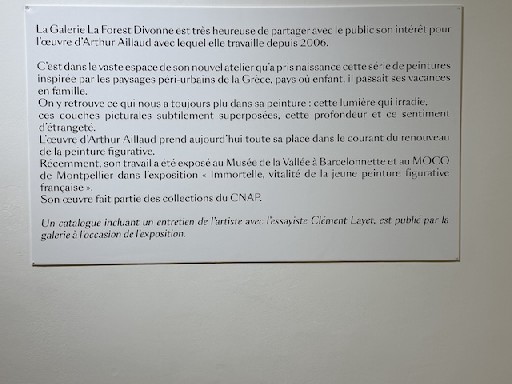 La Galerie La Forest Divonne est très heureuse de partager avec le public son intérêt pour
l'œuvre d'Arthur Aillaud avec lequel elle travaille depuis 2006.
C'est dans le vaste espace de son nouvel atelier qu'a pris naissance cette série de peintures
inspirée par les paysages péri-urbains de la Grèce, pays où enfant, il passait ses vacances
en famille.
On y retrouve ce qui nous a toujours plu dans sa peinture : cette lumière qui irradie,
ces couches picturales subtilement superposées, cette profondeur et ce sentiment
d'étrangeté.
L'œuvre d'Arthur Aillaud prend aujourd'hui toute sa place dans le courant du renouveau
de la peinture figurative.
Récemment, son travail a été exposé au Musée de la Vallée à Barcelonnette et au MOCO
de Montpellier dans l'exposition « Immortelle, vitalité de la jeune peinture figurative
française ».
Son œuvre fait partie des collections du CNAP.
Un catalogue incluant un entretien de l'artiste avec l'essayiste Clément Layet, est publié par la
galerie à l'occasion de l'exposition.